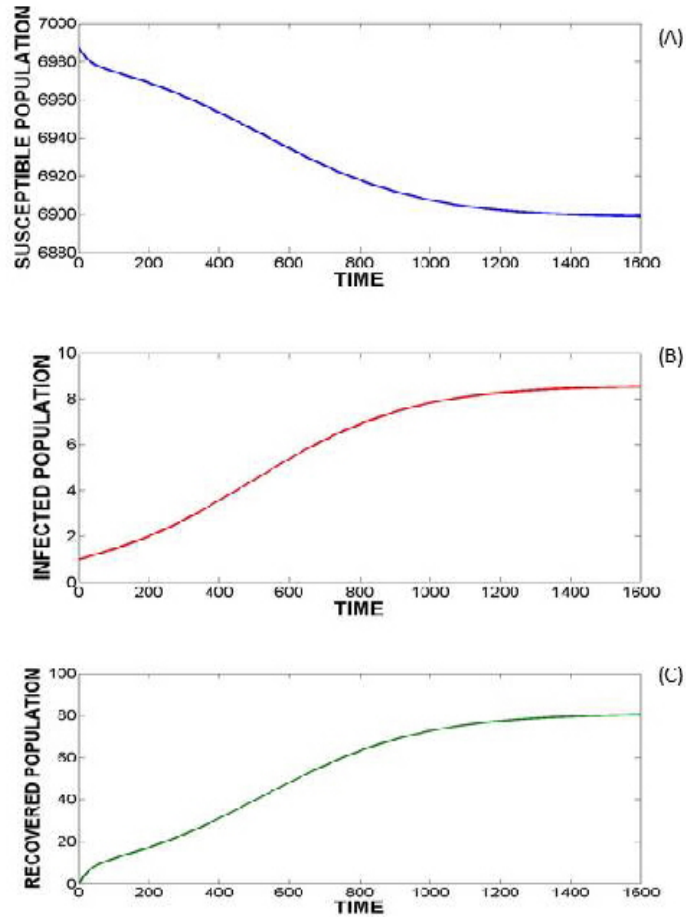 7000
(A)
6980
6960
6940
6920
6900
6880
SUSCEPTIBLE POPULATION
0 200 400 600 800 1000 1200 1400 1600
TIME
10
(B)
8
6
4
2
0
INFECTED POPULATION
0 200 400 600 800 1000 1200 1400 1600
TIME
100
(C)
80
60
40
20
0
RECOVERED POPULATION
0 200 400 600 800 1000 1200 1400 1600
TIME